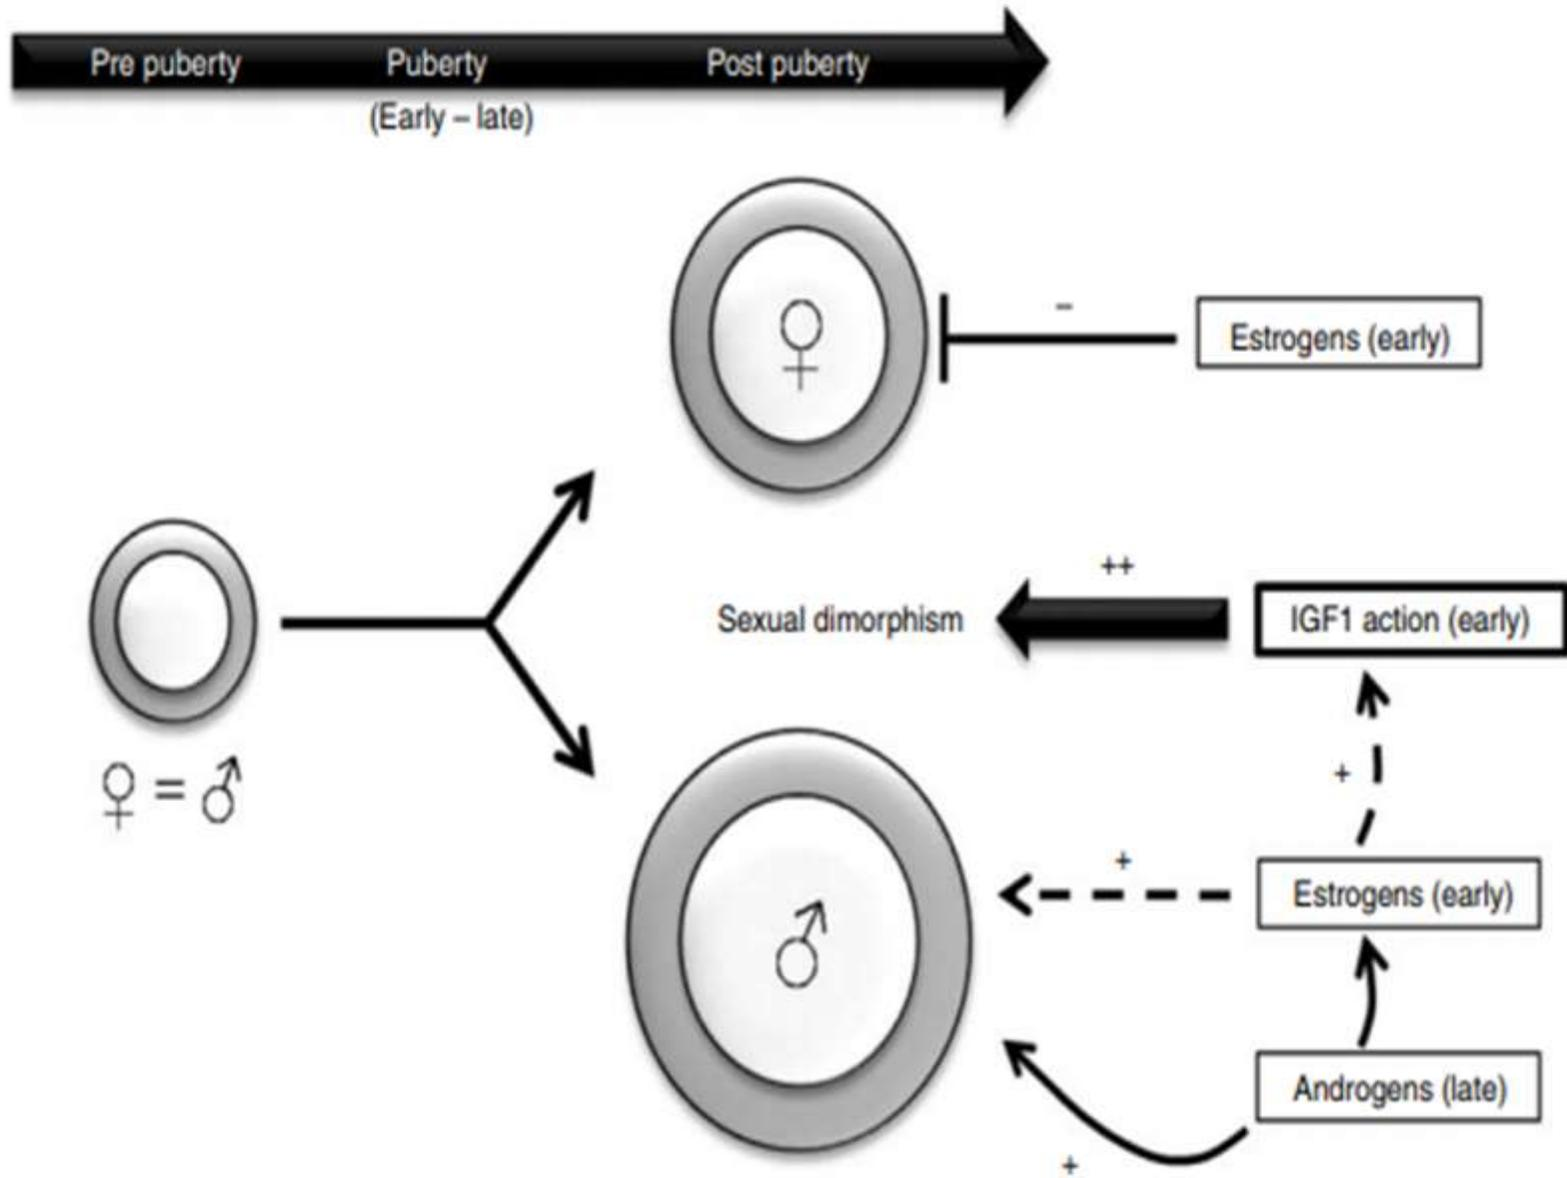 Pre puberty Puberty Post puberty
(Early – late)
–
Estrogens (early)
++
Sexual dimorphism
IGF1 action (early)
♀ = ♂
+
+
Estrogens (early)
Androgens (late)
+
♀
♂